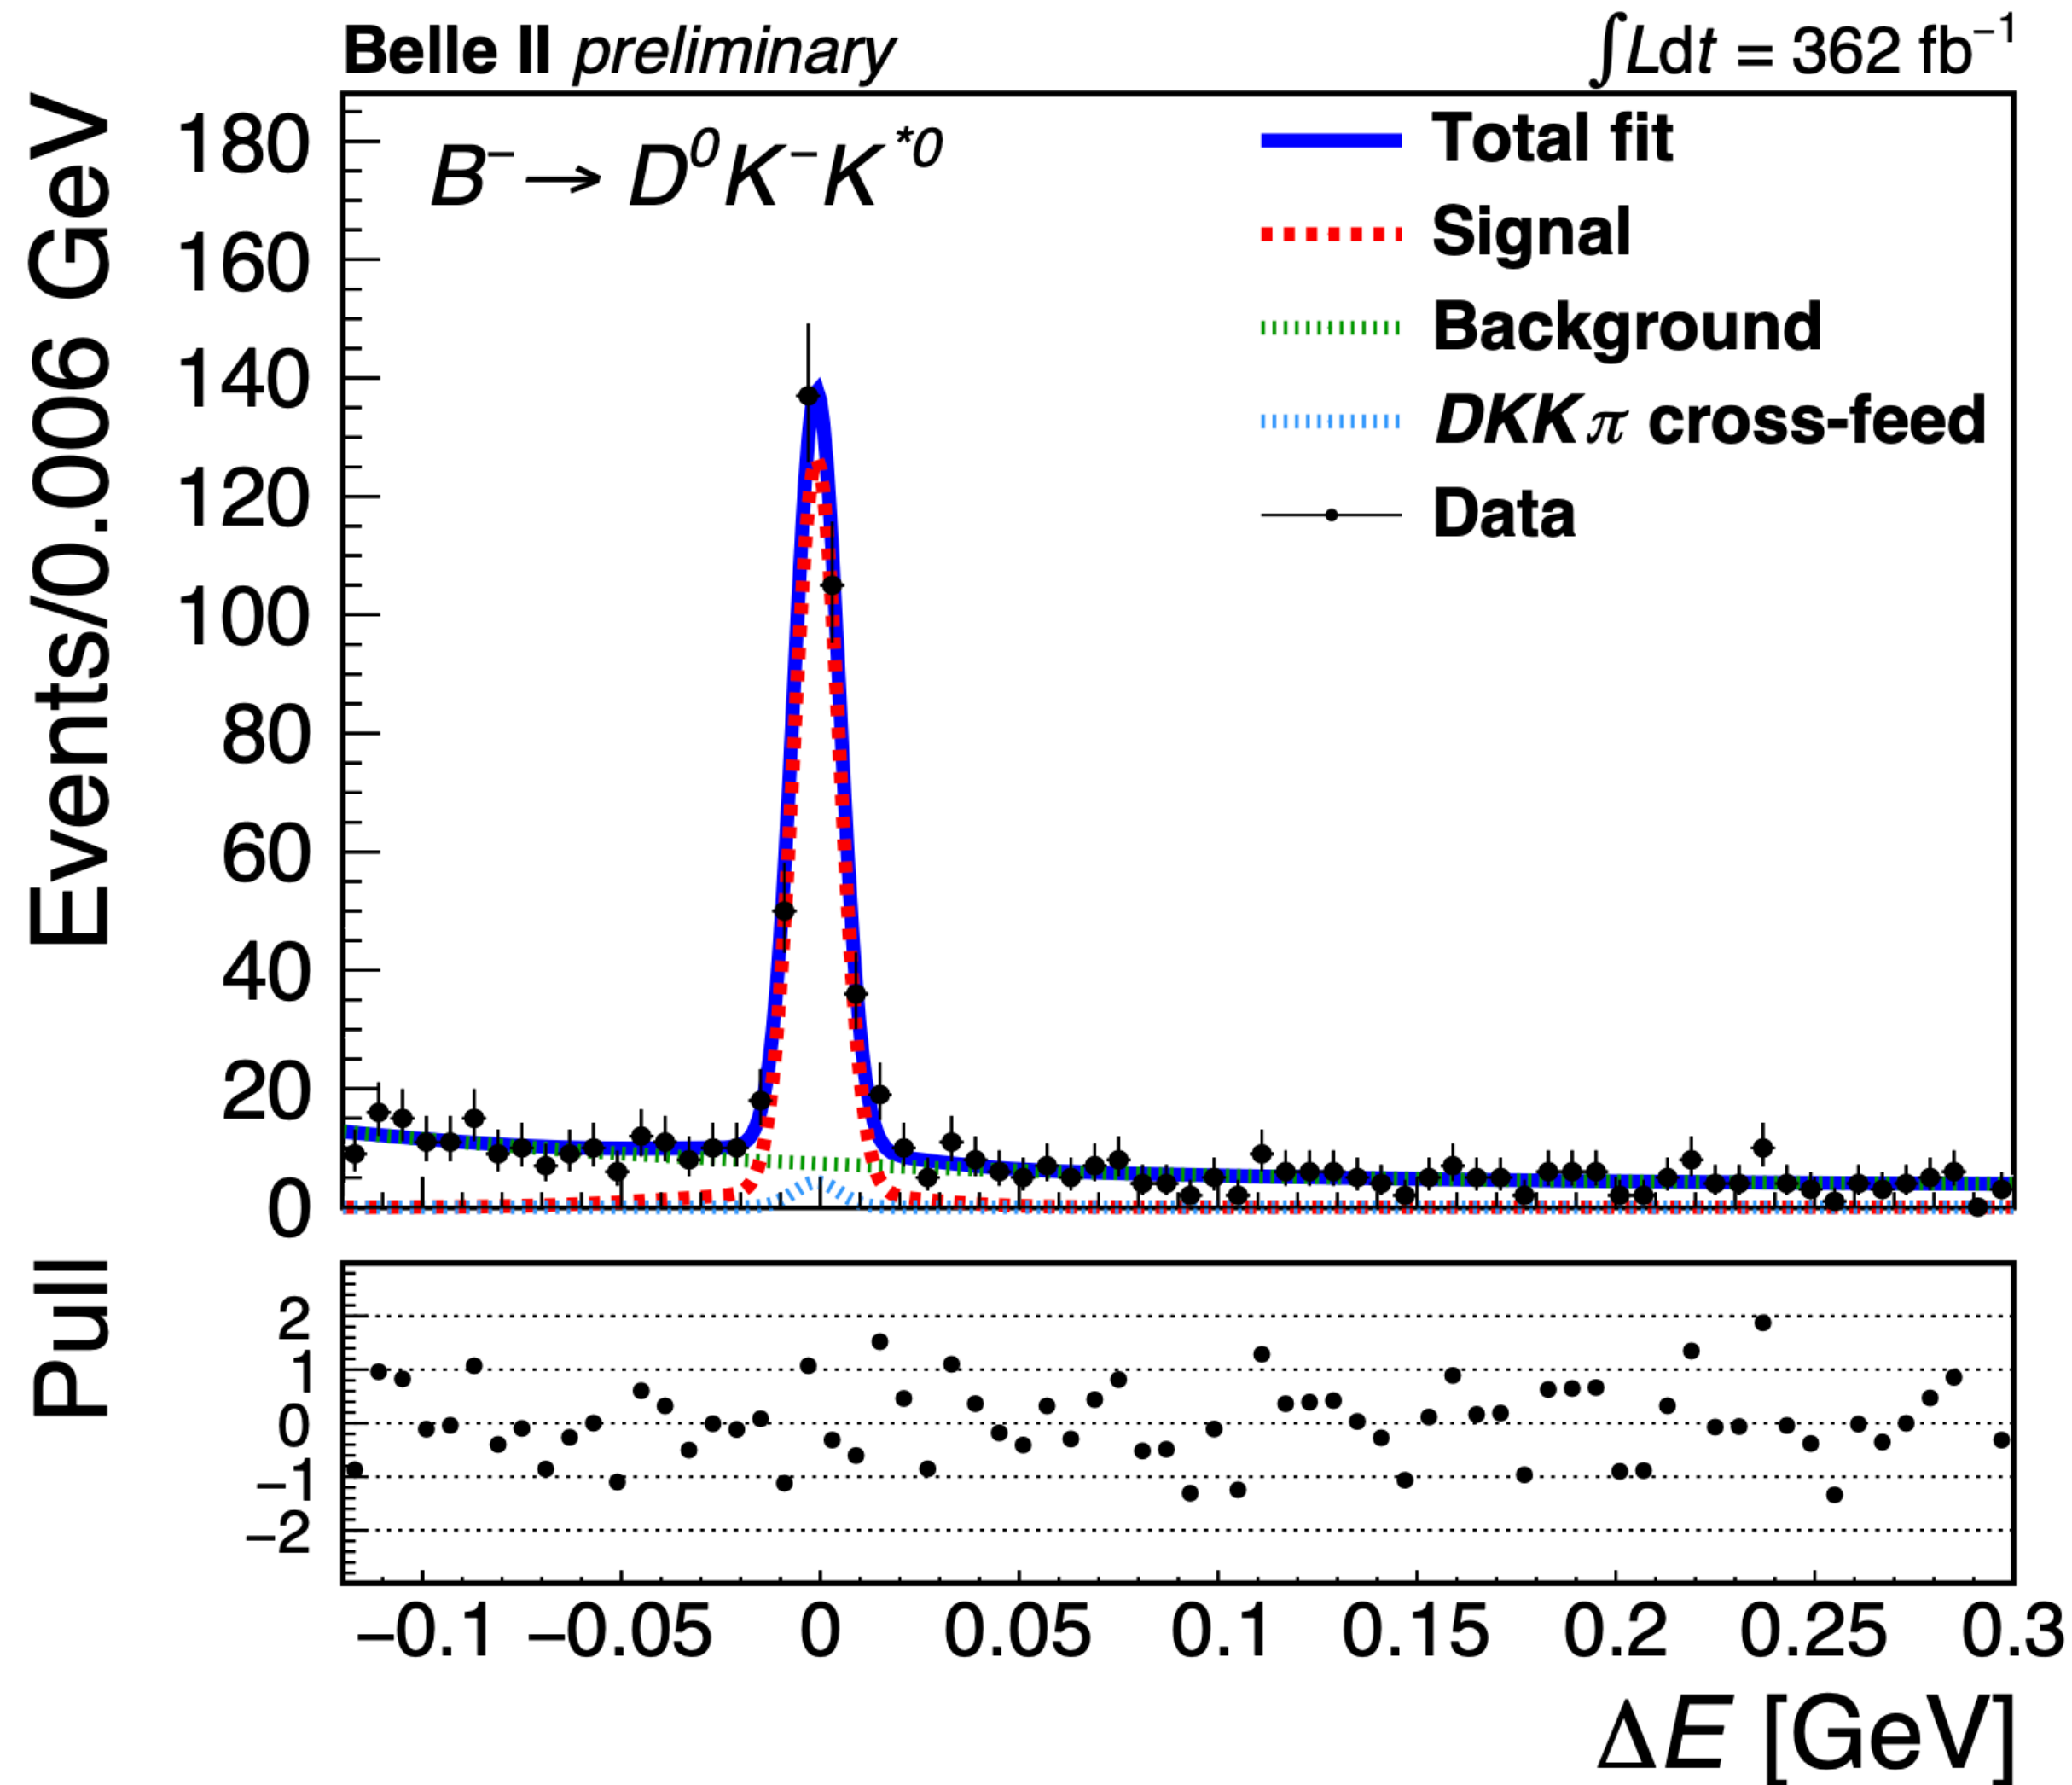 Belle II preliminary
∫Ldt = 362 fb⁻¹
Events/0.006 GeV
180
160
140
120
100
80
60
40
20
0
B⁻ → D⁰K⁻K*⁰
Total fit
Signal
Background
DKKπ cross-feed
Data
Pull
2
1
0
−1
−2
−0.1 −0.05 0 0.05 0.1 0.15 0.2 0.25 0.3
ΔE [GeV]